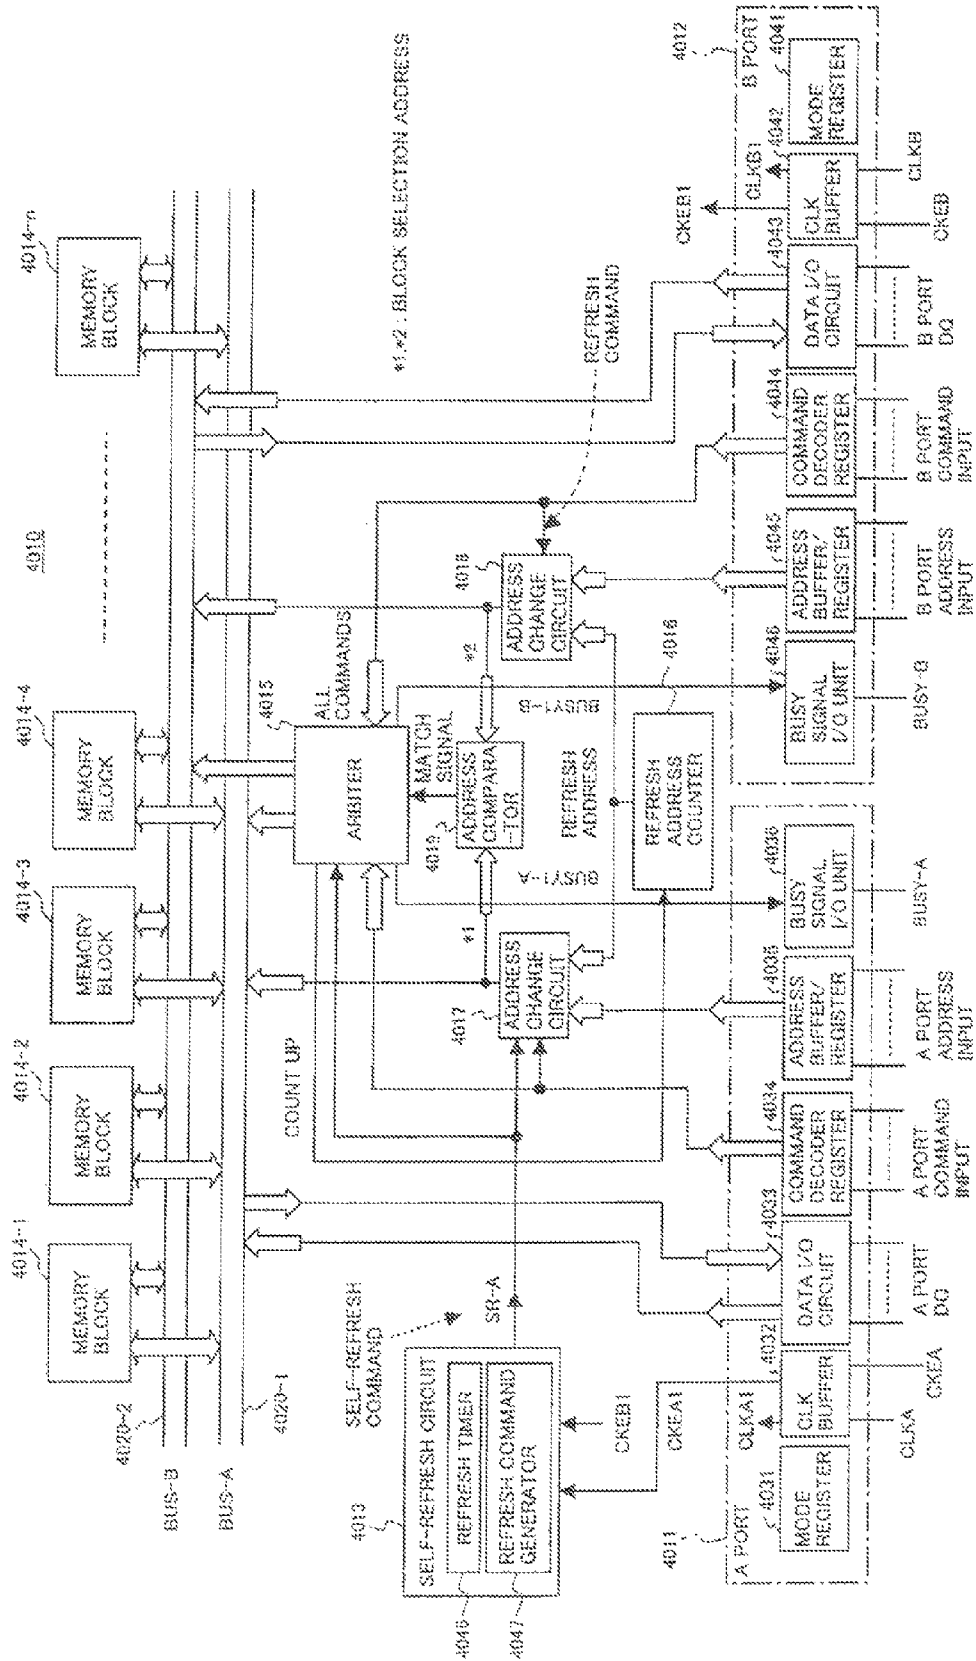 4010
4014-1
MEMORY
BLOCK
4014-2
MEMORY
BLOCK
4014-3
MEMORY
BLOCK
4014-4
MEMORY
BLOCK
4014-n
MEMORY
BLOCK
4020-2
BUS-B
BUS-A
4020-1
*1,*2 : BLOCK SELECTION ADDRESS
COUNT UP
4015
ARBITER
ALL
COMMANDS
MATCH
SIGNAL
4019
ADDRESS
COMPARA
-TOR
*1
*2
SELF-REFRESH
COMMAND
SR-A
4013
SELF-REFRESH CIRCUIT
REFRESH TIMER
REFRESH COMMAND
GENERATOR
4046
4047
CKEB1
CKEA1
4017
ADDRESS
CHANGE
CIRCUIT
4018
ADDRESS
CHANGE
CIRCUIT
BUSY1-A
BUSY1-B
REFRESH
ADDRESS
REFRESH
ADDRESS
COUNTER
4016
REFRESH
COMMAND
CKEB1
CLKB1
CLKA1
4011
A PORT
4031
MODE
REGISTER
4032
CLK
BUFFER
4033
DATA I/O
CIRCUIT
4034
COMMAND
DECODER
REGISTER
4035
ADDRESS
BUFFER/
REGISTER
4036
BUSY
SIGNAL
I/O UNIT
4012
B PORT
4046
BUSY
SIGNAL
I/O UNIT
4045
ADDRESS
BUFFER/
REGISTER
4044
COMMAND
DECODER
REGISTER
4043
DATA I/O
CIRCUIT
4042
CLK
BUFFER
4041
MODE
REGISTER
CLKA
CKEA
A PORT
DQ
A PORT
COMMAND
INPUT
A PORT
ADDRESS
INPUT
BUSY-A
BUSY-B
B PORT
ADDRESS
INPUT
B PORT
COMMAND
INPUT
B PORT
DQ
CKEB
CLKB